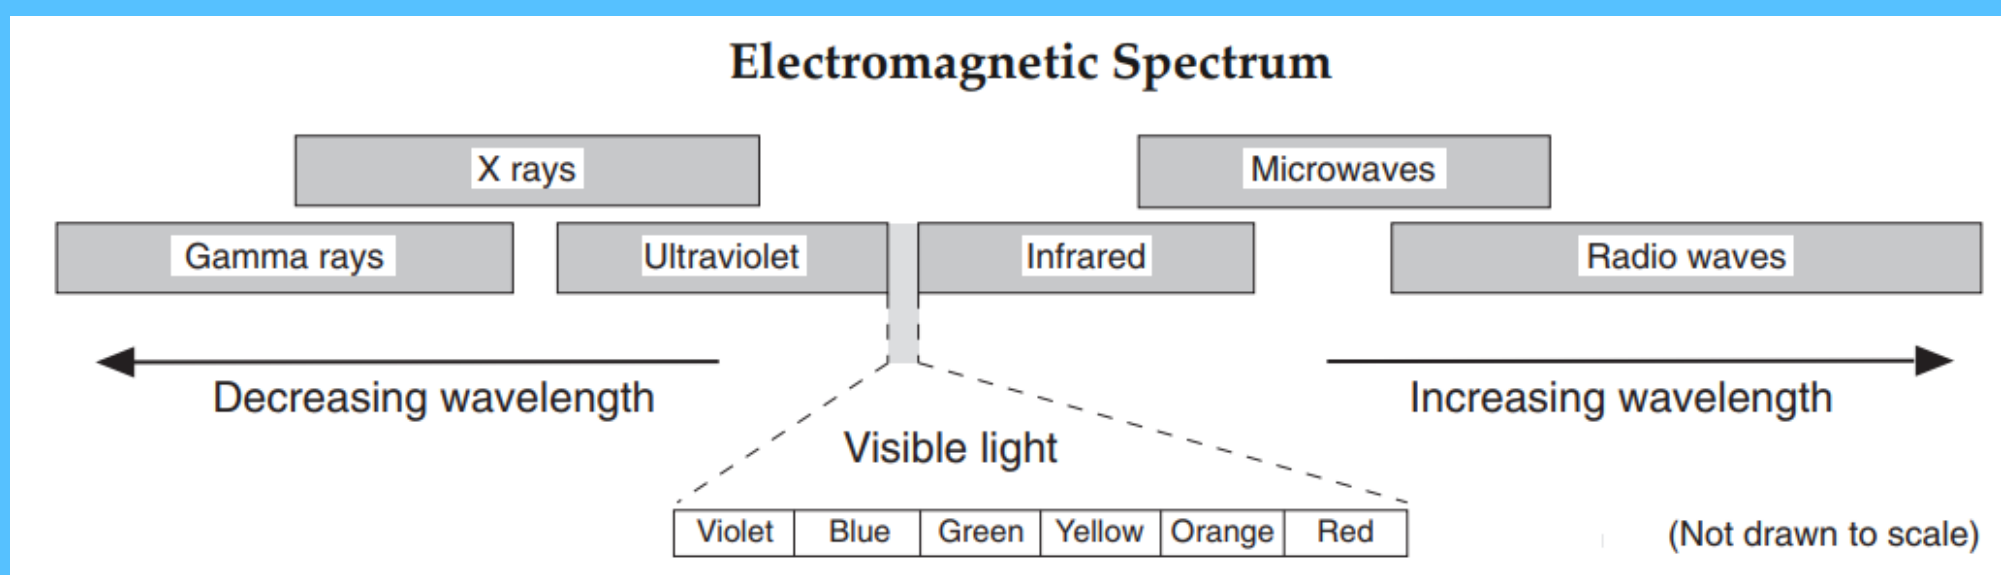 Electromagnetic Spectrum
X rays
Microwaves
Gamma rays
Ultraviolet
Infrared
Radio waves
Decreasing wavelength
Increasing wavelength
Visible light
Violet
Blue
Green
Yellow
Orange
Red
(Not drawn to scale)